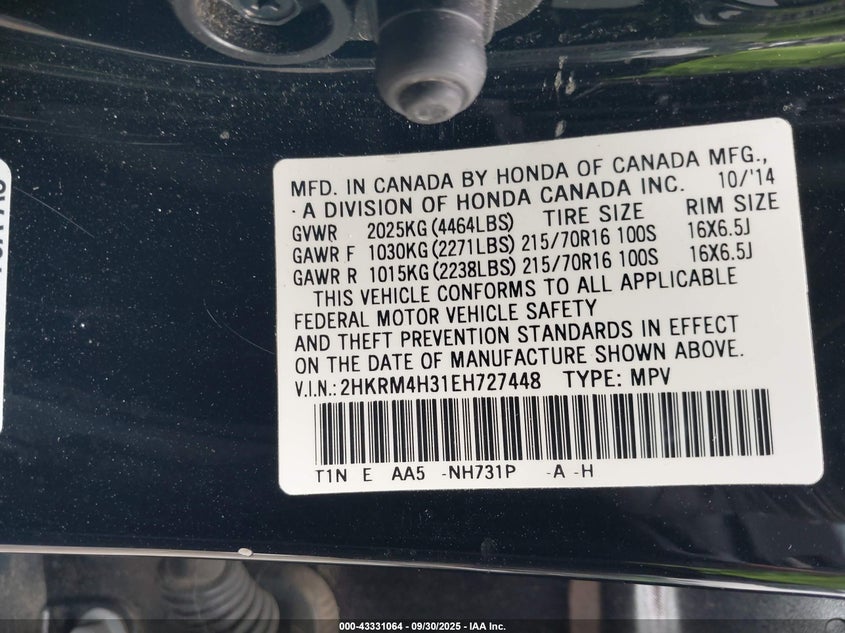 MFD. IN CANADA BY HONDA OF CANADA MFG.,
· A DIVISION OF HONDA CANADA INC. 10/'14
GVWR 2025KG (4464LBS) TIRE SIZE RIM SIZE
GAWR F 1030KG (2271LBS) 215/70R16 100S 16X6.5J
GAWR R 1015KG (2238LBS) 215/70R16 100S 16X6.5J
THIS VEHICLE CONFORMS TO ALL APPLICABLE
FEDERAL MOTOR VEHICLE SAFETY
AND THEFT PREVENTION STANDARDS IN EFFECT
ON THE DATE OF MANUFACTURE SHOWN ABOVE.
V.I.N.: 2HKRM4H31EH727448 TYPE: MPV
T1N E AA5 -NH731P -A -H
000-43331064 - 09/30/2025 - IAA Inc.